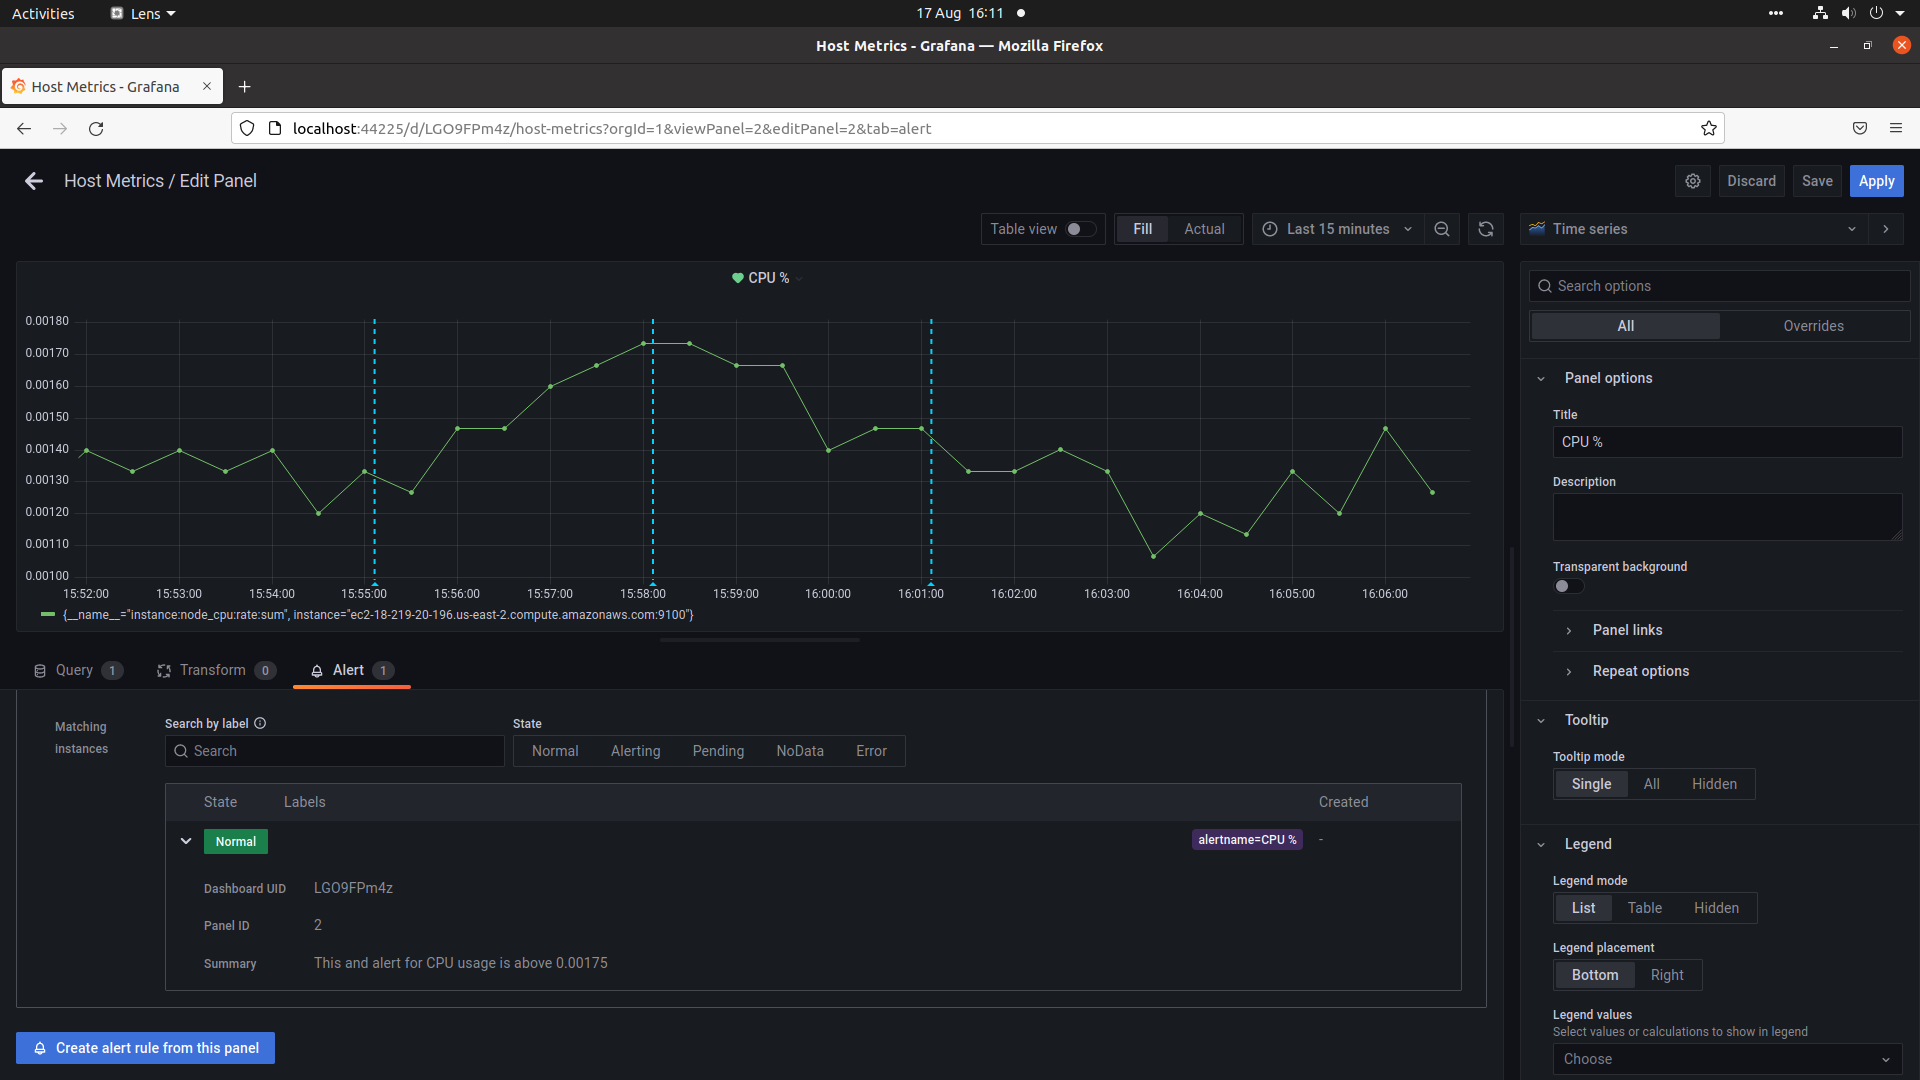 Activities
Lens
17 Aug 16:11
Host Metrics - Grafana — Mozilla Firefox
Host Metrics - Grafana
localhost:44225/d/LGO9FPm4z/host-metrics?orgId=1&viewPanel=2&editPanel=2&tab=alert
Host Metrics / Edit Panel
Discard
Save
Apply
Table view
Fill
Actual
Last 15 minutes
Time series
CPU %
0.00180
0.00170
0.00160
0.00150
0.00140
0.00130
0.00120
0.00110
0.00100
15:52:00 15:53:00 15:54:00 15:55:00 15:56:00 15:57:00 15:58:00 15:59:00 16:00:00 16:01:00 16:02:00 16:03:00 16:04:00 16:05:00 16:06:00
{__name__="instance:node_cpu:rate:sum", instance="ec2-18-219-20-196.us-east-2.compute.amazonaws.com:9100"}
Query 1
Transform 0
Alert 1
Matching
instances
Search by label
Search
State
Normal Alerting Pending NoData Error
State Labels Created
Normal alertname=CPU % -
Dashboard UID LGO9FPm4z
Panel ID 2
Summary This and alert for CPU usage is above 0.00175
Create alert rule from this panel
Search options
All Overrides
Panel options
Title
CPU %
Description
Transparent background
Panel links
Repeat options
Tooltip
Tooltip mode
Single All Hidden
Legend
Legend mode
List Table Hidden
Legend placement
Bottom Right
Legend values
Select values or calculations to show in legend
Choose